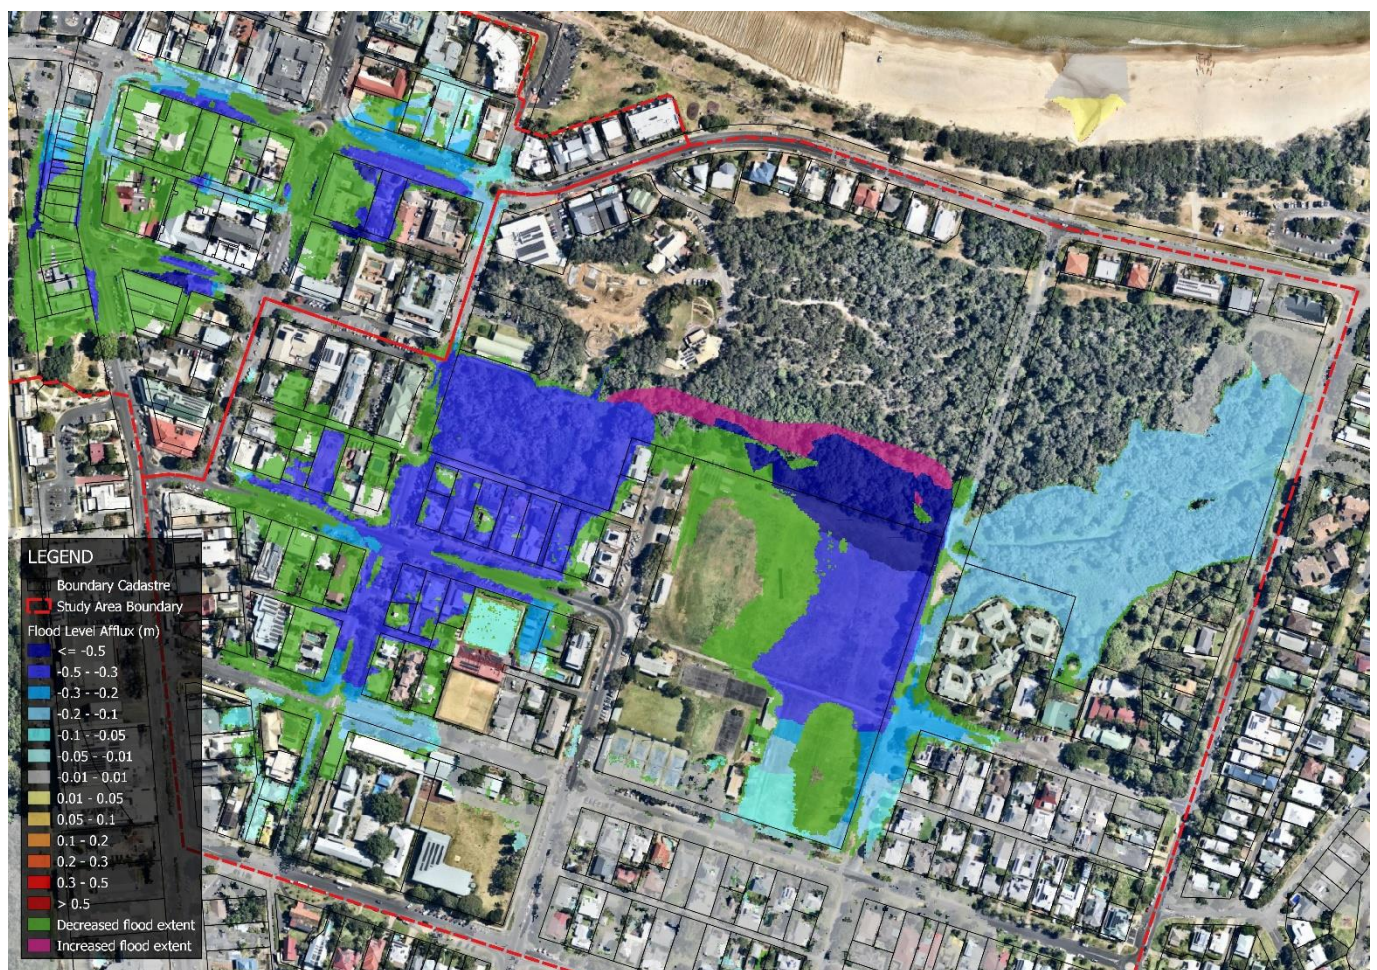 LEGEND
Boundary Cadastre
Study Area Boundary
Flood Level Afflux (m)
<= -0.5
-0.5 - -0.3
-0.3 - -0.2
-0.2 - -0.1
-0.1 - -0.05
-0.05 - -0.01
-0.01 - 0.01
0.01 - 0.05
0.05 - 0.1
0.1 - 0.2
0.2 - 0.3
0.3 - 0.5
> 0.5
Decreased flood extent
Increased flood extent